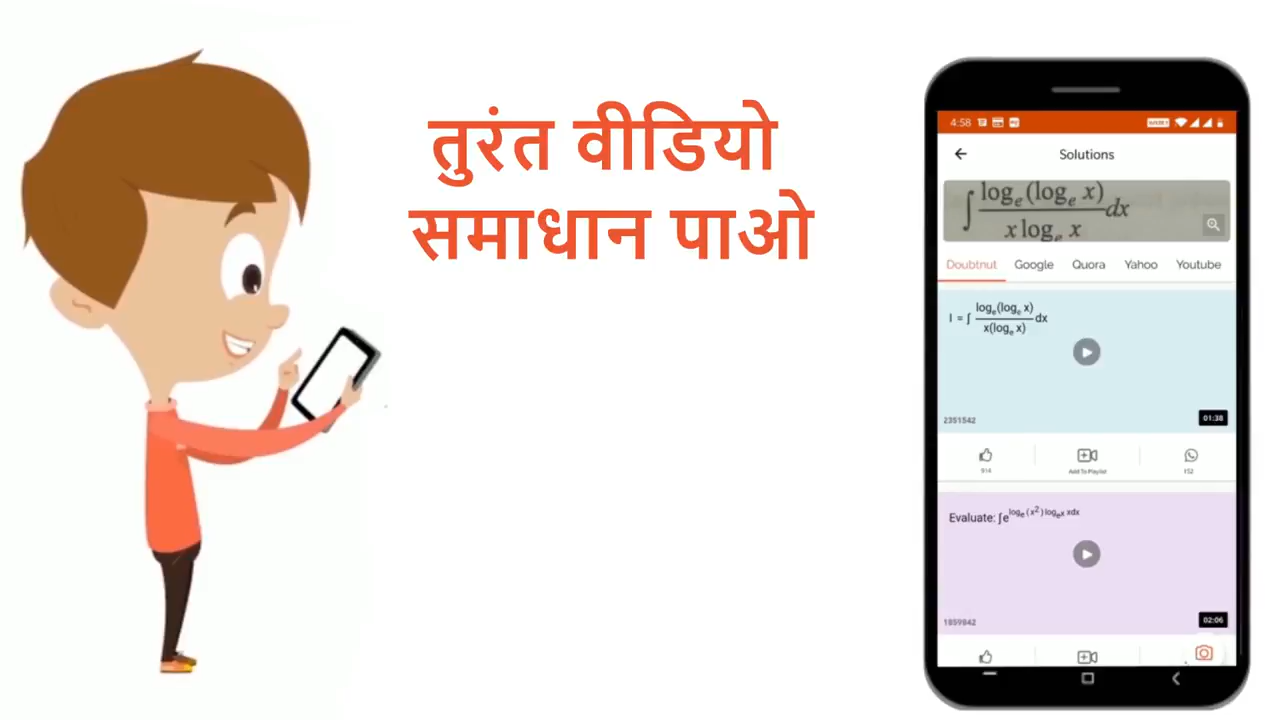 तुरंत वीडियो
समाधान पाओ
4:58
Solutions
∫ logₑ(logₑ x) / x logₑ x dx
Doubtnut Google Quora Yahoo Youtube
I = ∫ logₑ(logₑ x) / x(logₑ x) dx
2351542 01:38
914 Add To Playlist 152
Evaluate: ∫e^logₑ(x²)logₑx xdx
1859842 02:06